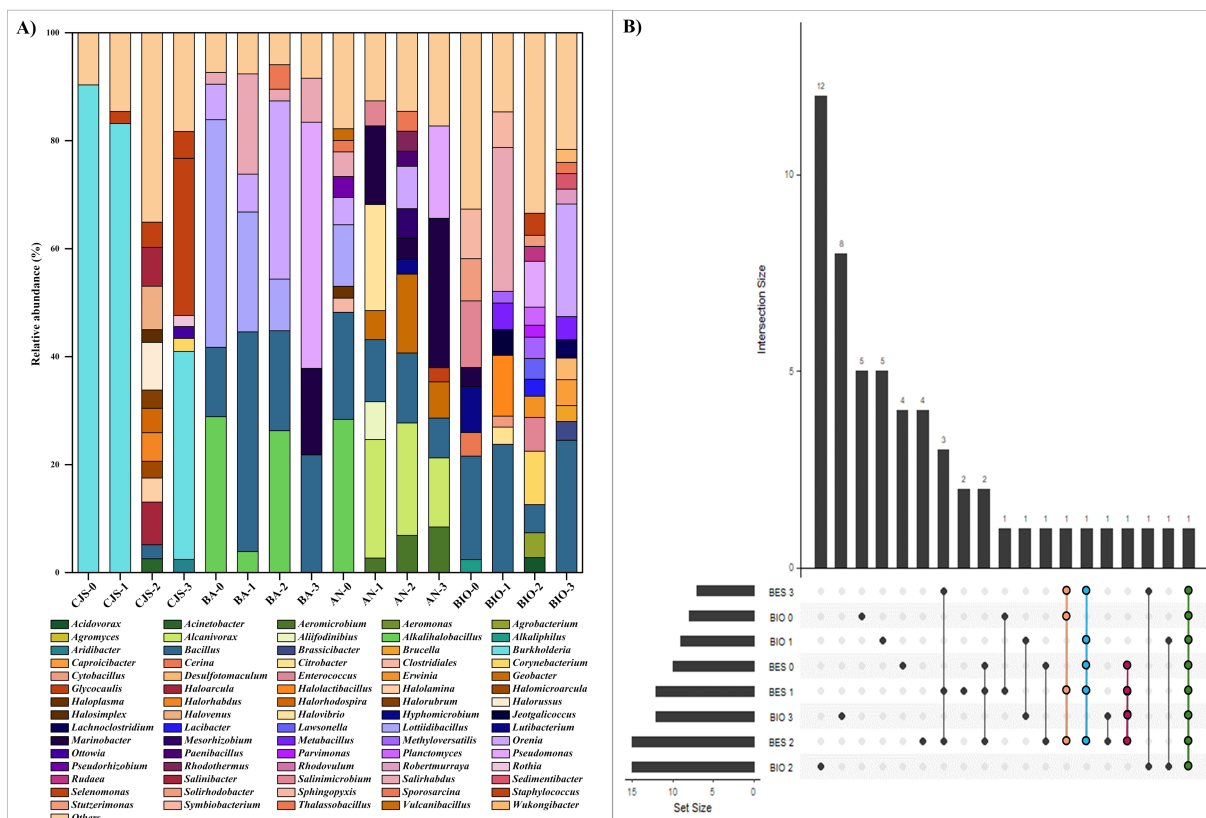 A)
B)
Relative abundance (%)
100
80
60
40
20
0
CJS-0 CJS-1 CJS-2 CJS-3 BA-0 BA-1 BA-2 BA-3 AN-0 AN-1 AN-2 AN-3 BIO-0 BIO-1 BIO-2 BIO-3
Acidovorax Acinetobacter Aeromicrobium Aeromonas Agrobacterium
Agromyces Alcanivorax Aliifodinibius Alkalihalobacillus Alkaliphilus
Aridibacter Bacillus Brassicibacter Brucella Burkholderia
Caproicibacter Cerina Citrobacter Clostridiales Corynebacterium
Cytobacillus Desulfotomaculum Enterococcus Erwinia Geobacter
Glycocaulis Haloarcula Halolactibacillus Halolamina Halomicroarcula
Haloplasma Halorhabdus Halorhodospira Halorubrum Halorussus
Halosimplex Halovenus Halovibrio Hyphomicrobium Jeotgalicoccus
Lachnoclostridium Lacibacter Lawsonella Lottiidibacillus Lutibacterium
Marinobacter Mesorhizobium Metabacillus Methyloversatilis Orenia
Ottowia Paenibacillus Parvimonas Planctomyces Pseudomonas
Pseudorhizobium Rhodothermus Rhodovulum Robertmurraya Rothia
Rudaea Salinibacter Salinimicrobium Salirhabdus Sedimentibacter
Selenomonas Solirhodobacter Sphingopyxis Sporosarcina Staphylococcus
Stutzerimonas Symbiobacterium Thalassobacillus Vulcanibacillus Wukongibacter
Others
Intersection Size
10
5
0
12 8 5 5 4 4 3 2 2 1 1 1 1 1 1 1 1 1 1
BES 3
BIO 0
BIO 1
BES 0
BES 1
BIO 3
BES 2
BIO 2
15 10 5 0
Set Size